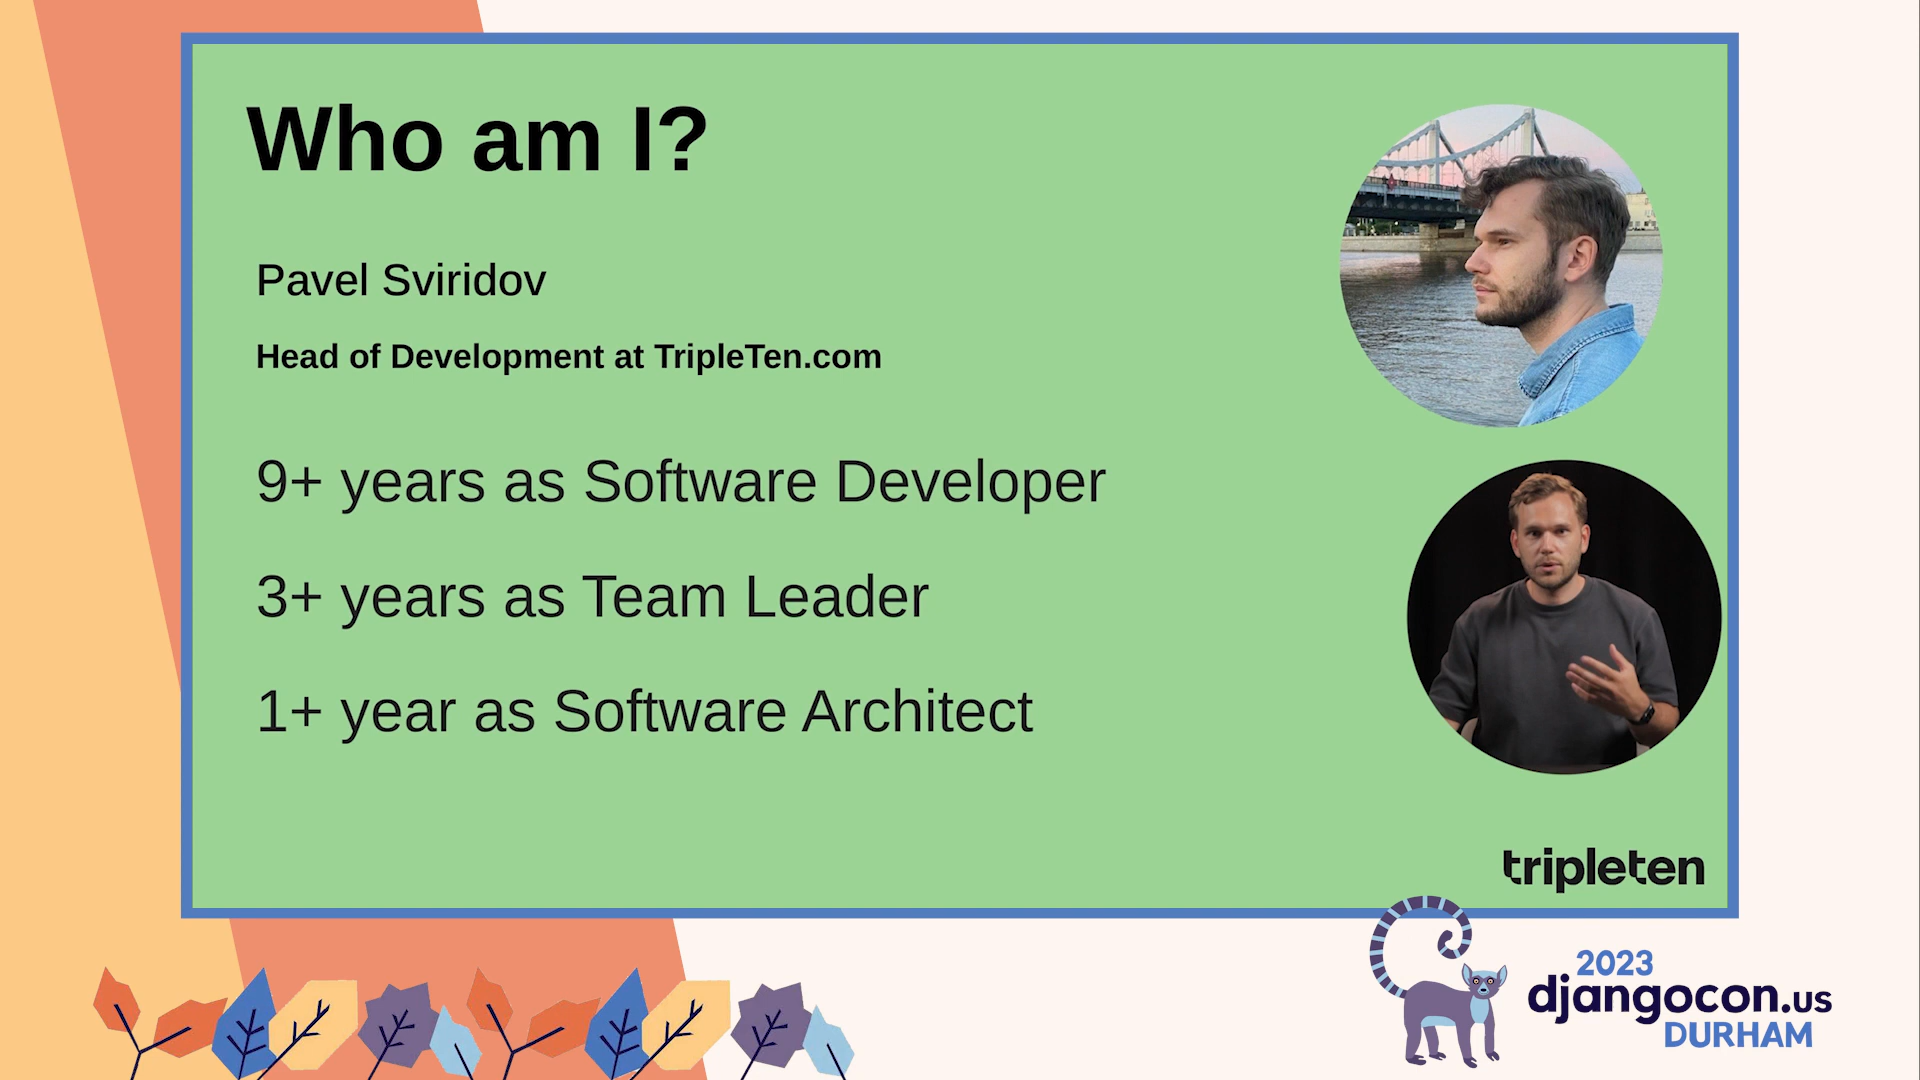 Who am I?
Pavel Sviridov
Head of Development at TripleTen.com
9+ years as Software Developer
3+ years as Team Leader
1+ year as Software Architect
tripleten
2023
djangocon.us
DURHAM